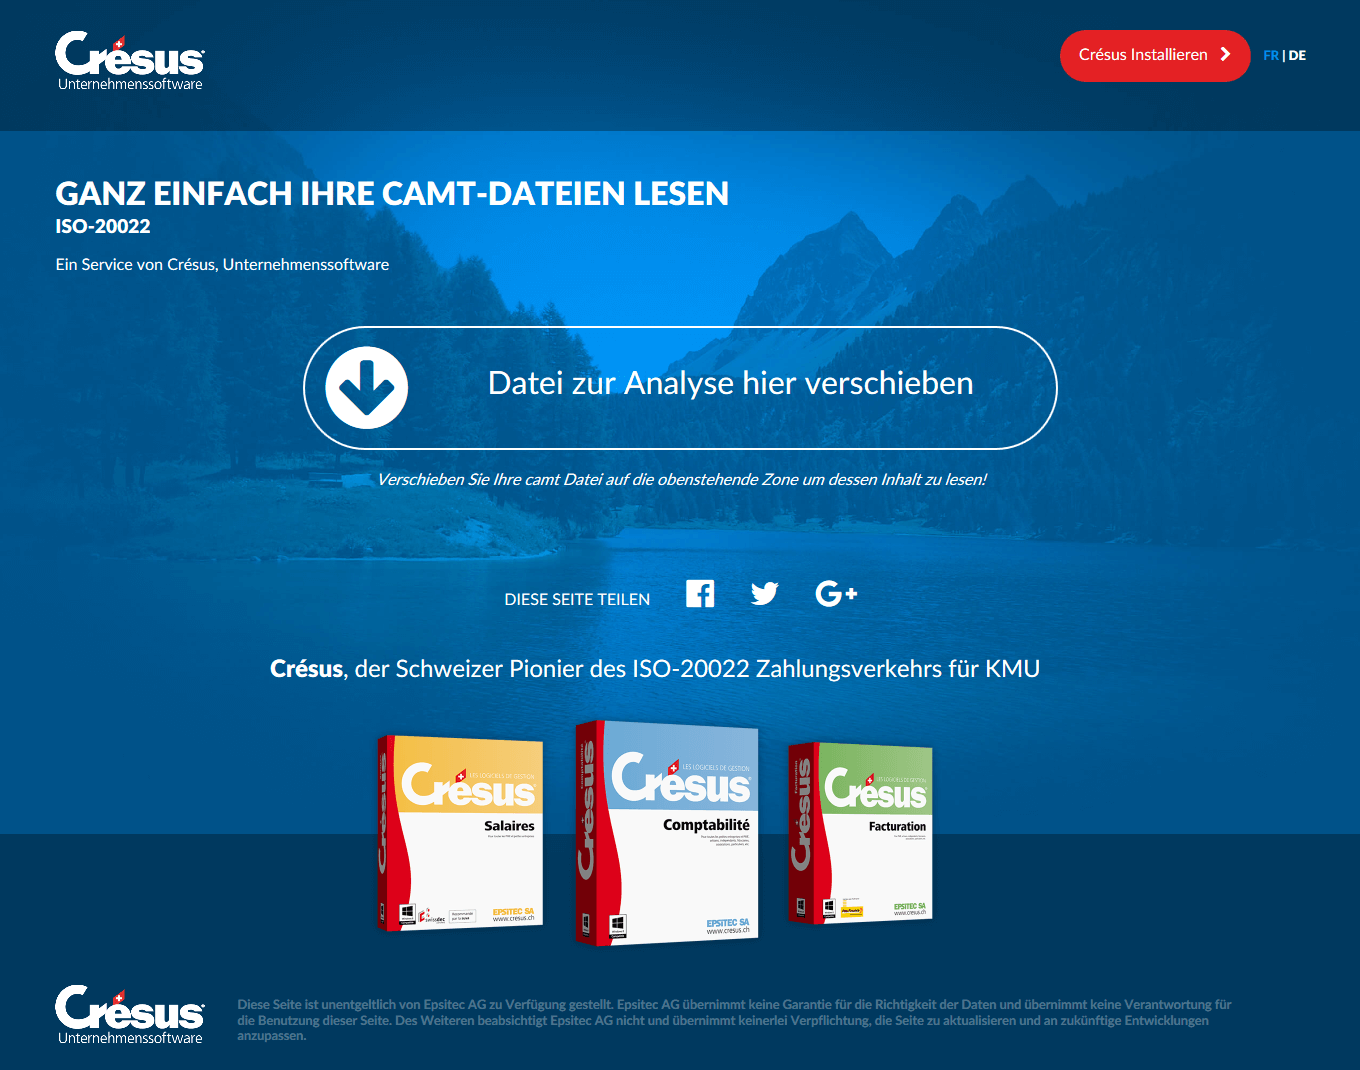 Crésus
Unternehmenssoftware
Crésus Installieren
FR | DE
GANZ EINFACH IHRE CAMT-DATEIEN LESEN
ISO-20022
Ein Service von Crésus, Unternehmenssoftware
Datei zur Analyse hier verschieben
Verschieben Sie Ihre camt Datei auf die obenstehende Zone um dessen Inhalt zu lesen!
DIESE SEITE TEILEN
G+
Crésus, der Schweizer Pionier des ISO-20022 Zahlungsverkehrs für KMU
Crésus
LES LOGICIELS DE GESTION
Crésus
Salaires
swissdec
EPSITEC SA
www.cresus.ch
Crésus
LES LOGICIELS DE GESTION
Crésus
Comptabilité
EPSITEC SA
www.cresus.ch
Crésus
LES LOGICIELS DE GESTION
Crésus
Facturation
EPSITEC SA
www.cresus.ch
Crésus
Unternehmenssoftware
Diese Seite ist unentgeltlich von Epsitec AG zu Verfügung gestellt. Epsitec AG übernimmt keine Garantie für die Richtigkeit der Daten und übernimmt keine Verantwortung für
die Benutzung dieser Seite. Des Weiteren beabsichtigt Epsitec AG nicht und übernimmt keinerlei Verpflichtung, die Seite zu aktualisieren und an zukünftige Entwicklungen
anzupassen.